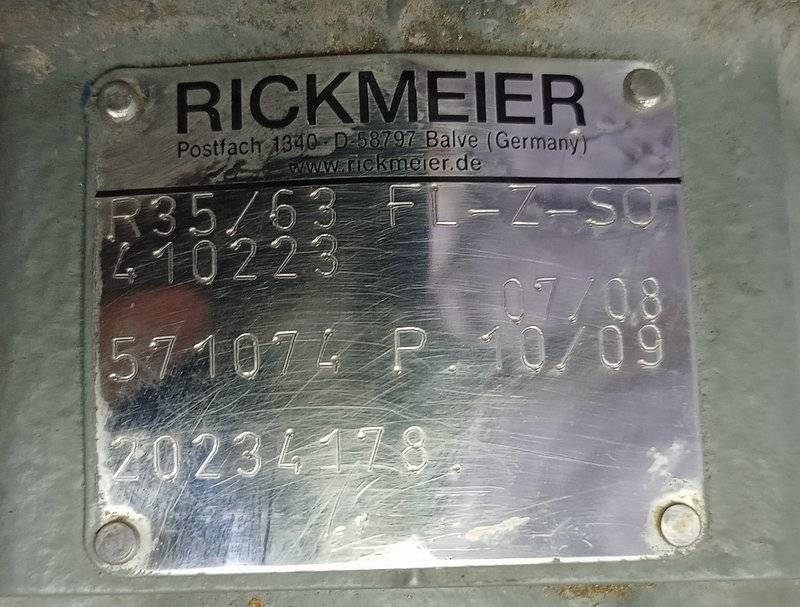 RICKMEIER
Postfach 1340 · D-58797 Balve (Germany)
www.rickmeier.de
R35/63 FL-Z-SO
410223
07/08
571074 P. 10/09
20234178.